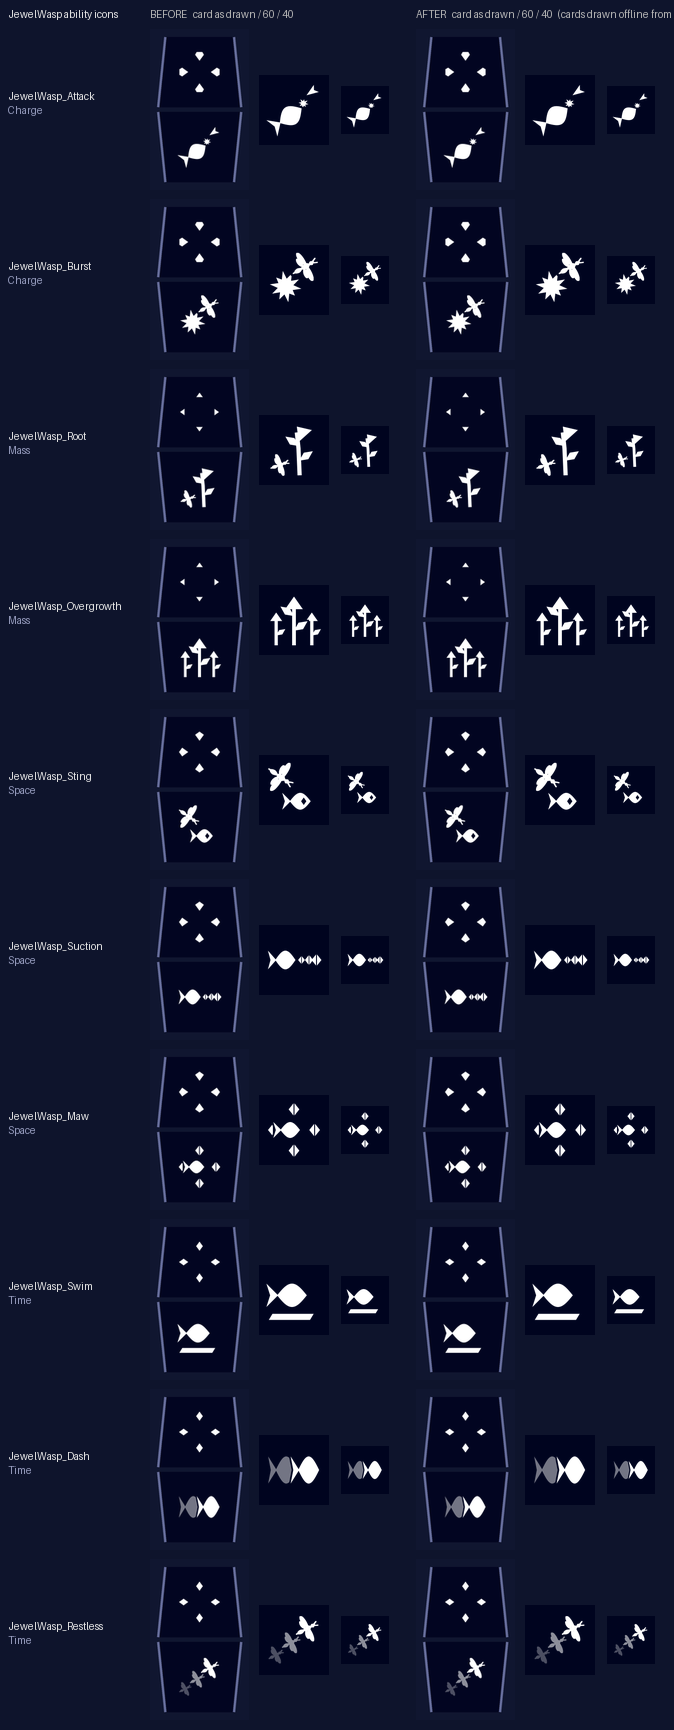 JewelWasp ability icons
BEFORE card as drawn / 60 / 40
AFTER card as drawn / 60 / 40 (cards drawn offline from
JewelWasp_Attack
Charge
JewelWasp_Burst
Charge
JewelWasp_Root
Mass
JewelWasp_Overgrowth
Mass
JewelWasp_Sting
Space
JewelWasp_Suction
Space
JewelWasp_Maw
Space
JewelWasp_Swim
Time
JewelWasp_Dash
Time
JewelWasp_Restless
Time